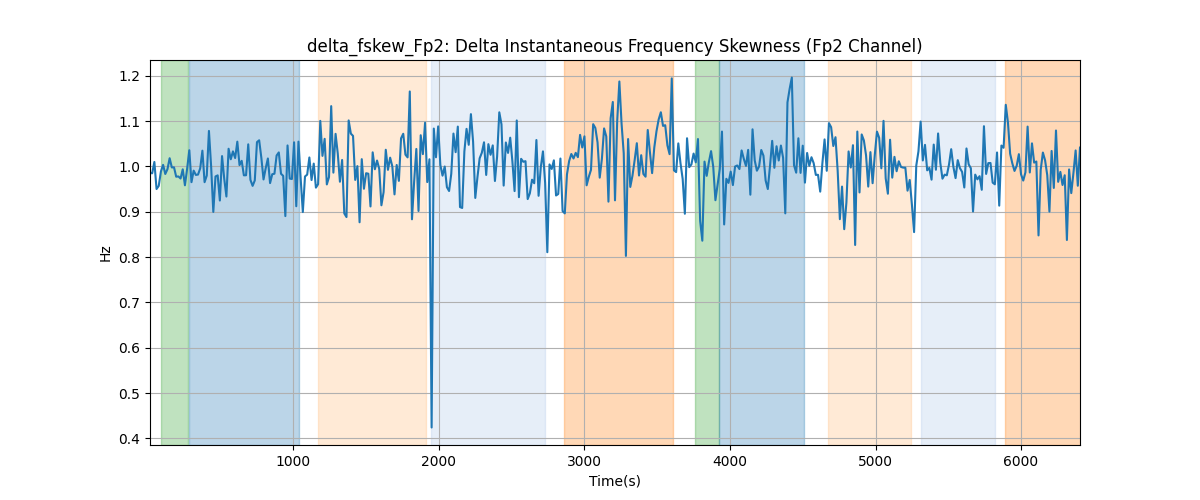 delta_fskew_Fp2: Delta Instantaneous Frequency Skewness (Fp2 Channel)
1.2
1.1
1.0
0.9
0.8
0.7
0.6
0.5
0.4
Hz
1000 2000 3000 4000 5000 6000
Time(s)